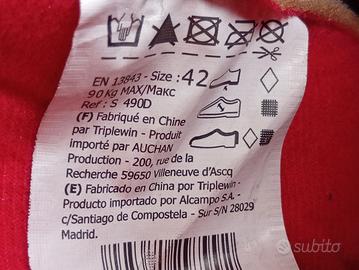 EN 13843 - Size : 42
90 Kg MAX/Макс
Ref : S 490D
(F) Fabriqué en Chine
par Triplewin - Produit
importé par AUCHAN
Production - 200, rue de la
Recherche 59650 Villeneuve d'Ascq
(E) Fabricado en China por Triplewin -
Producto importado por Alcampo S.A. -
c/Santiago de Compostela - Sur S/N 28029
Madrid.
subito